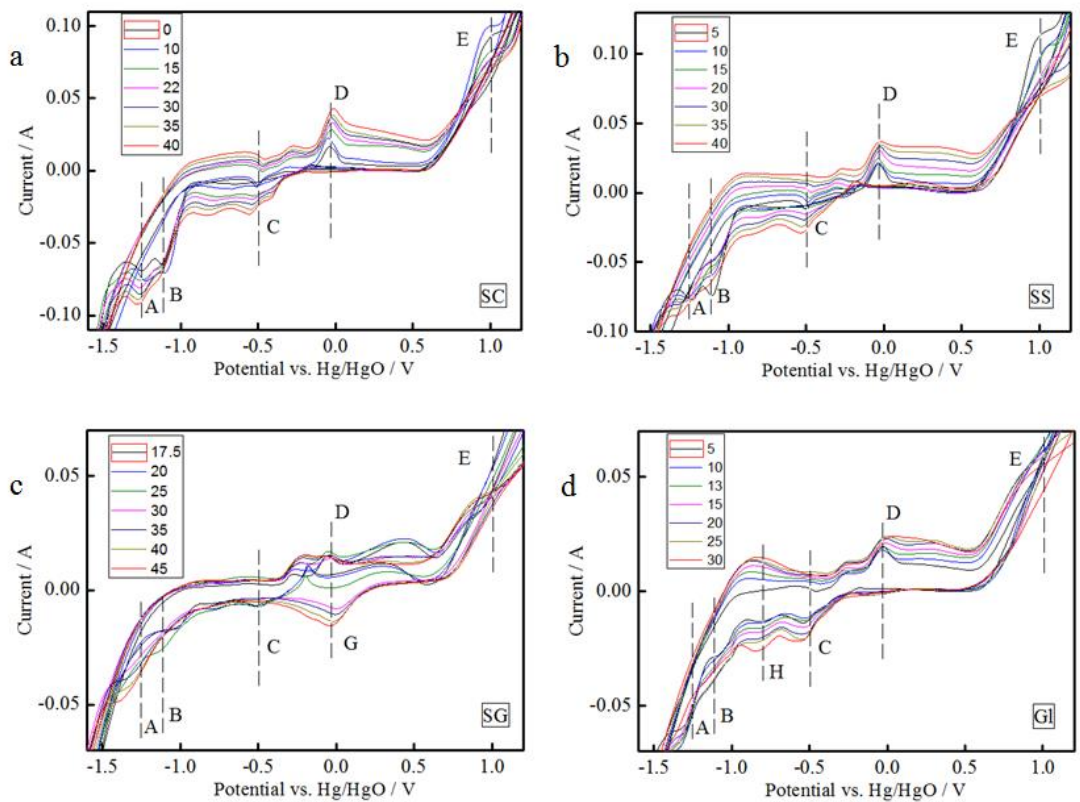 a
0
10
15
22
30
35
40
0.10
0.05
0.00
-0.05
-0.10
Current / A
-1.5 -1.0 -0.5 0.0 0.5 1.0
Potential vs. Hg/HgO / V
A B C D E
SC
b
5
10
15
20
30
35
40
0.10
0.05
0.00
-0.05
-0.10
Current / A
-1.5 -1.0 -0.5 0.0 0.5 1.0
Potential vs. Hg/HgO / V
A B C D E
SS
c
17.5
20
25
30
35
40
45
0.05
0.00
-0.05
Current / A
-1.5 -1.0 -0.5 0.0 0.5 1.0
Potential vs. Hg/HgO / V
A B C D G E
SG
d
5
10
13
15
20
25
30
0.05
0.00
-0.05
Current / A
-1.5 -1.0 -0.5 0.0 0.5 1.0
Potential vs. Hg/HgO / V
A B H C D E
Gl